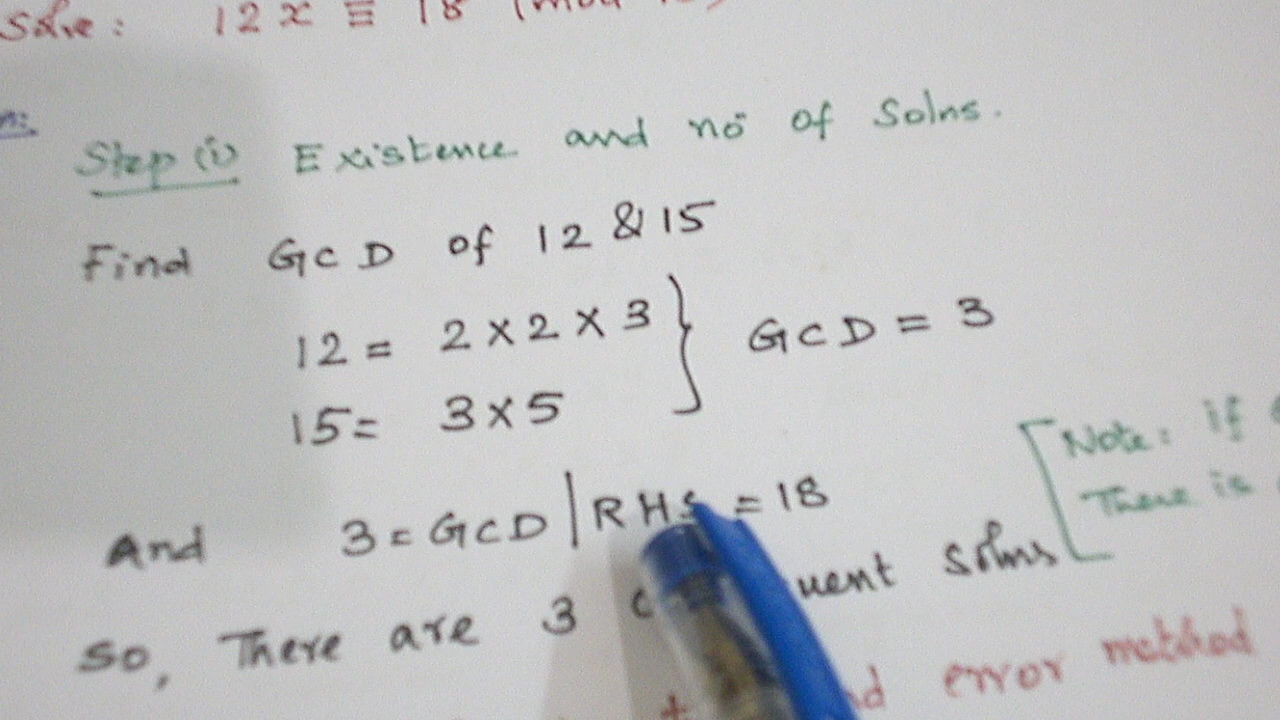 Solve: 12x ≡ 18
Step (i) Existence and no of Solns.
Find GCD of 12 & 15
12 = 2 × 2 × 3
GCD = 3
15 = 3 × 5
Note: if
There is
And 3 = GCD | RHS = 18
So, There are 3 solns
error method